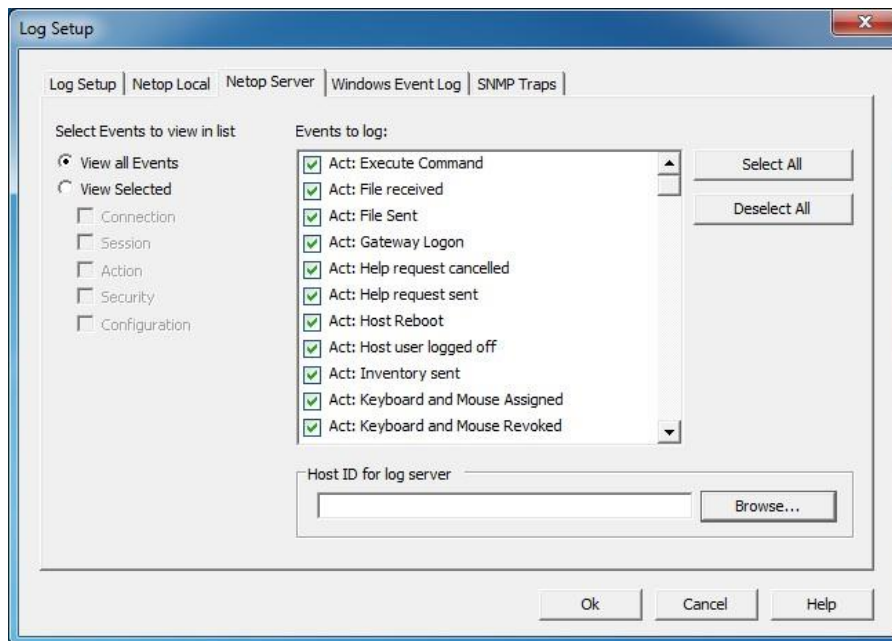 Log Setup
Log Setup Netop Local Netop Server Windows Event Log SNMP Traps
Select Events to view in list
View all Events
View Selected
Connection
Session
Action
Security
Configuration
Events to log:
Act: Execute Command
Act: File received
Act: File Sent
Act: Gateway Logon
Act: Help request cancelled
Act: Help request sent
Act: Host Reboot
Act: Host user logged off
Act: Inventory sent
Act: Keyboard and Mouse Assigned
Act: Keyboard and Mouse Revoked
Select All
Deselect All
Host ID for log server
Browse...
Ok Cancel Help